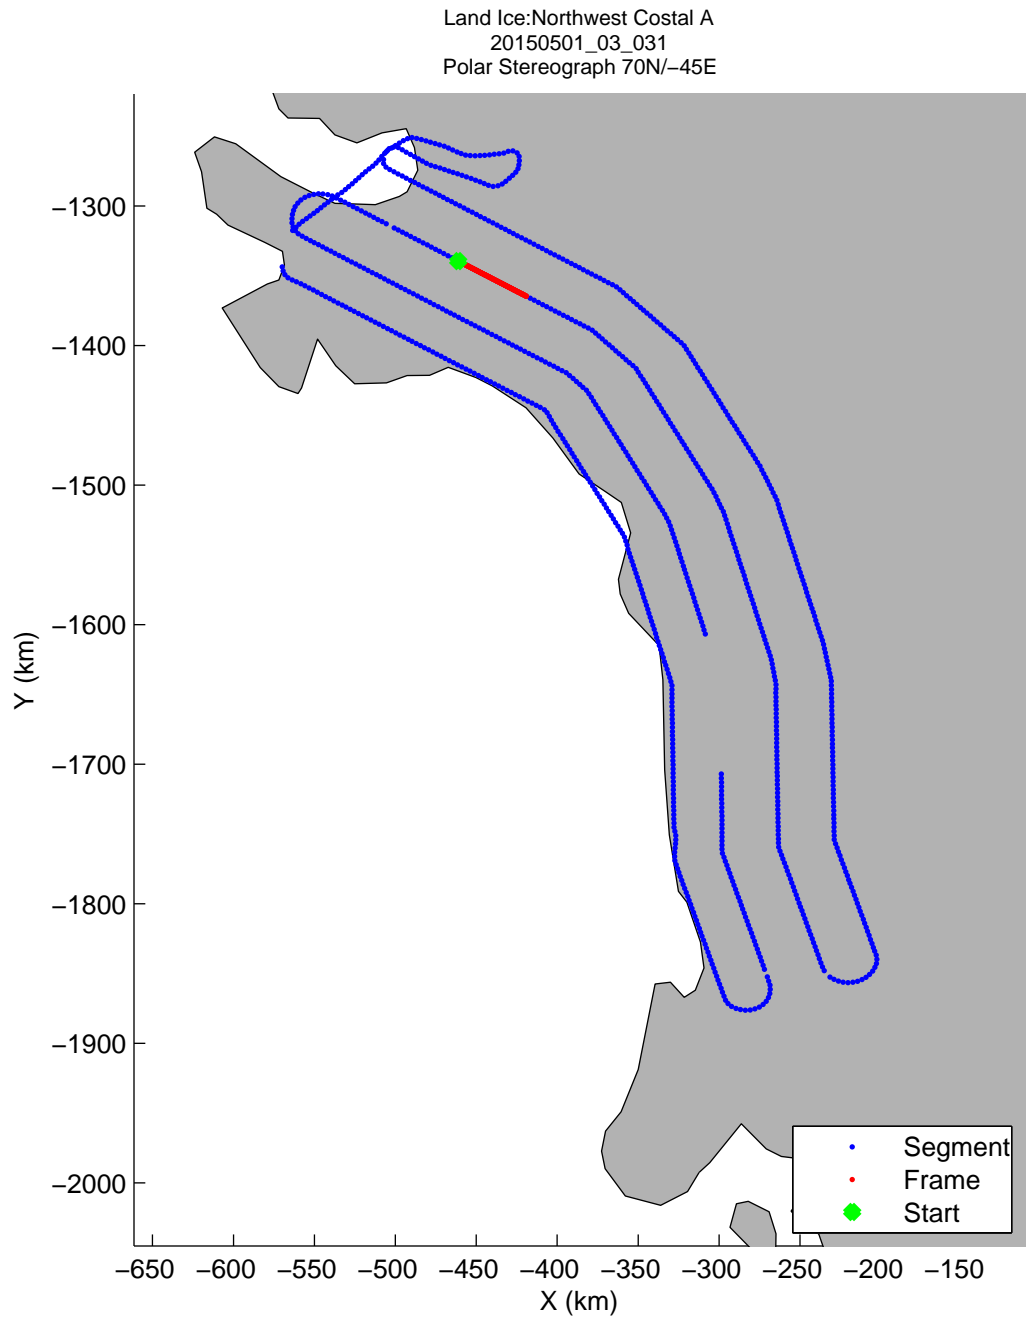 Land Ice:Northwest Costal A
20150501_03_031
Polar Stereograph 70N/−45E
−1300
−1400
−1500
−1600
−1700
−1800
−1900
−2000
Y (km)
Segment
Frame
Start
−650 −600 −550 −500 −450 −400 −350 −300 −250 −200 −150
X (km)